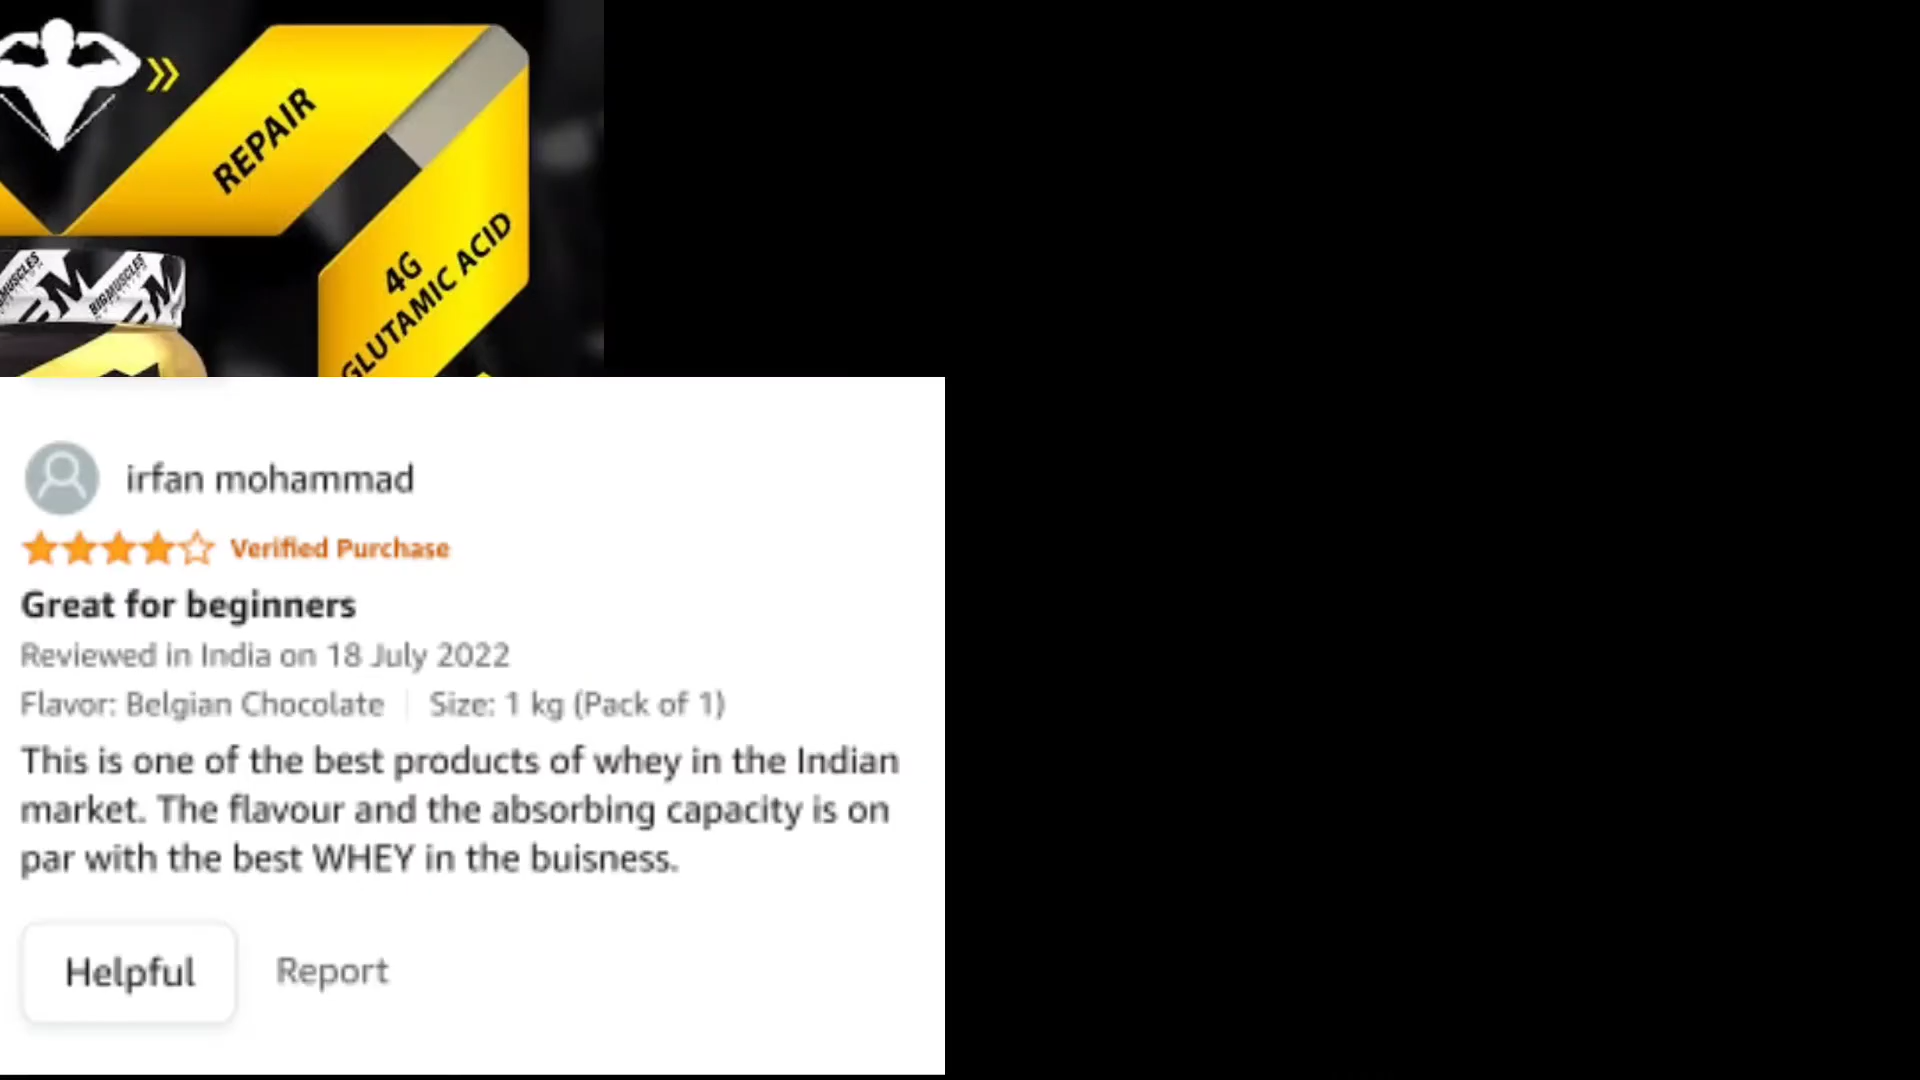 REPAIR
4G
GLUTAMIC ACID
BIGMUSCLES
irfan mohammad
Verified Purchase
Great for beginners
Reviewed in India on 18 July 2022
Flavor: Belgian Chocolate | Size: 1 kg (Pack of 1)
This is one of the best products of whey in the Indian
market. The flavour and the absorbing capacity is on
par with the best WHEY in the buisness.
Helpful Report